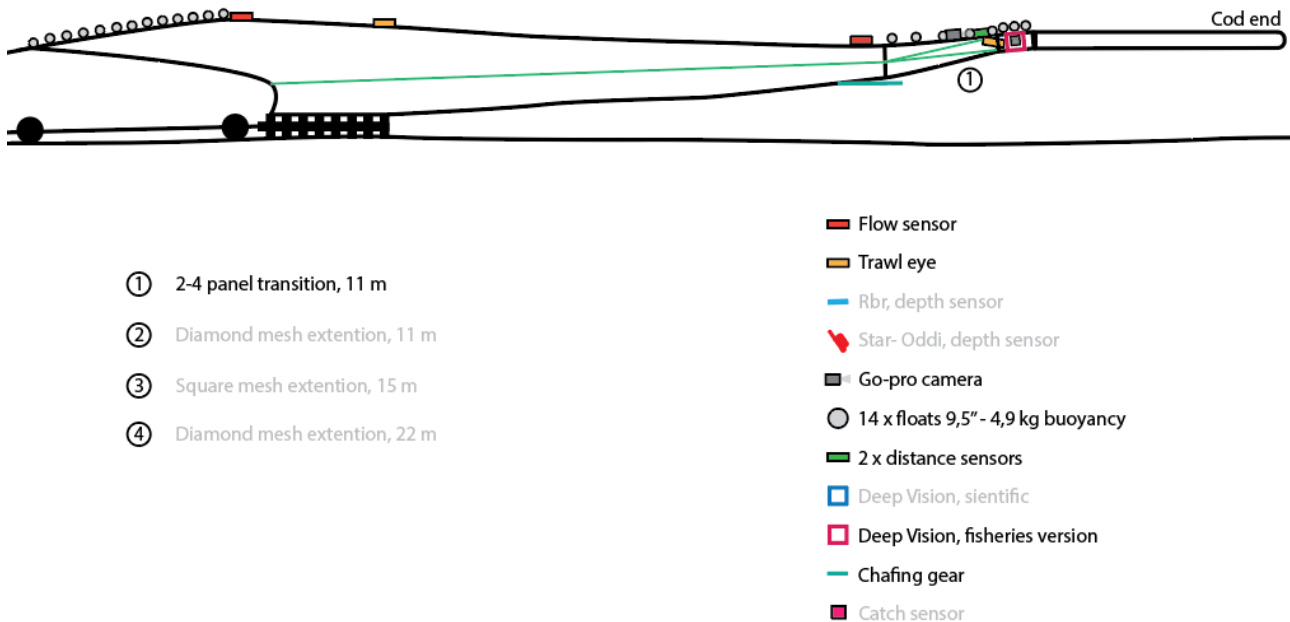 Cod end
①
① 2-4 panel transition, 11 m
② Diamond mesh extention, 11 m
③ Square mesh extention, 15 m
④ Diamond mesh extention, 22 m
Flow sensor
Trawl eye
Rbr, depth sensor
Star- Oddi, depth sensor
Go-pro camera
14 x floats 9,5” - 4,9 kg buoyancy
2 x distance sensors
Deep Vision, sientific
Deep Vision, fisheries version
Chafing gear
Catch sensor